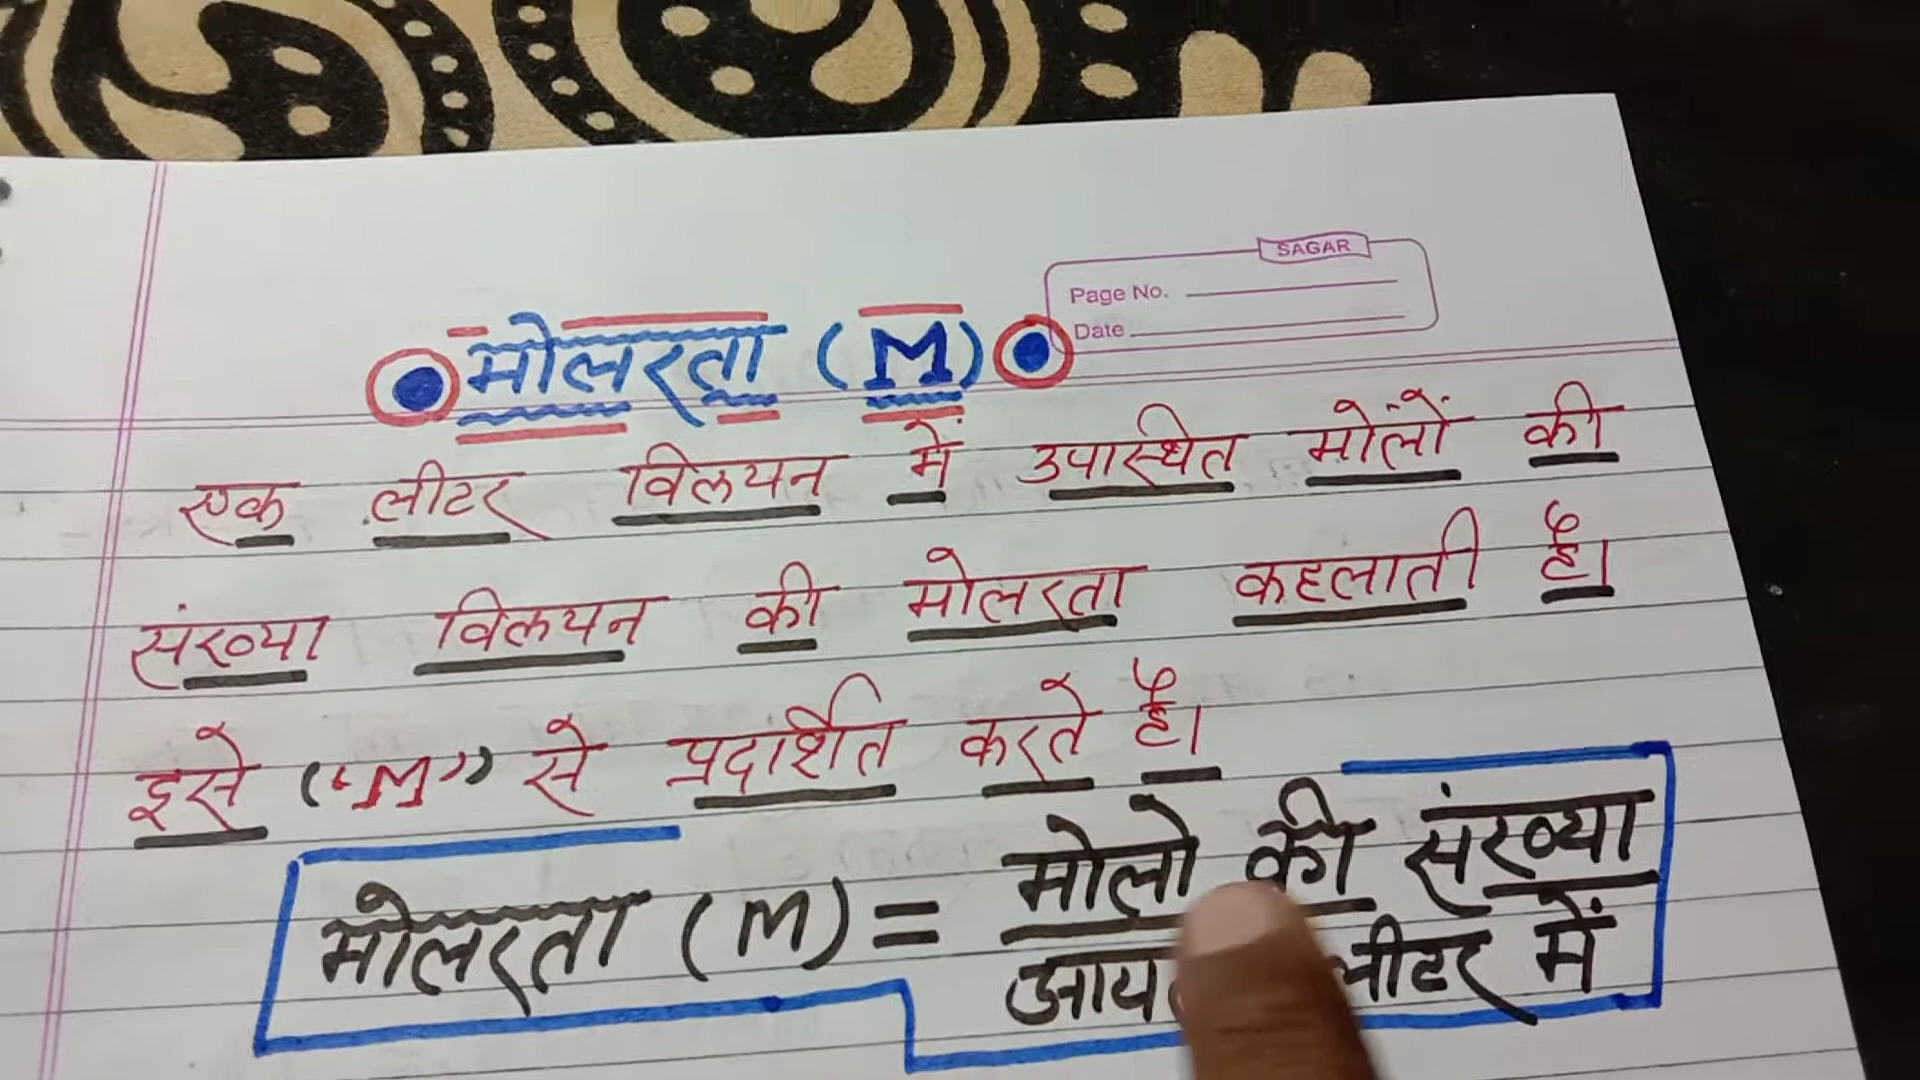 SAGAR
Page No.
Date
मोलरता (M)
एक लीटर विलयन में उपस्थित मोलों की
संख्या विलयन की मोलरता कहलाती है।
इसे ("M") से प्रदर्शित करते है।
मोलरता (M) = मोलो की संख्या
लीटर में